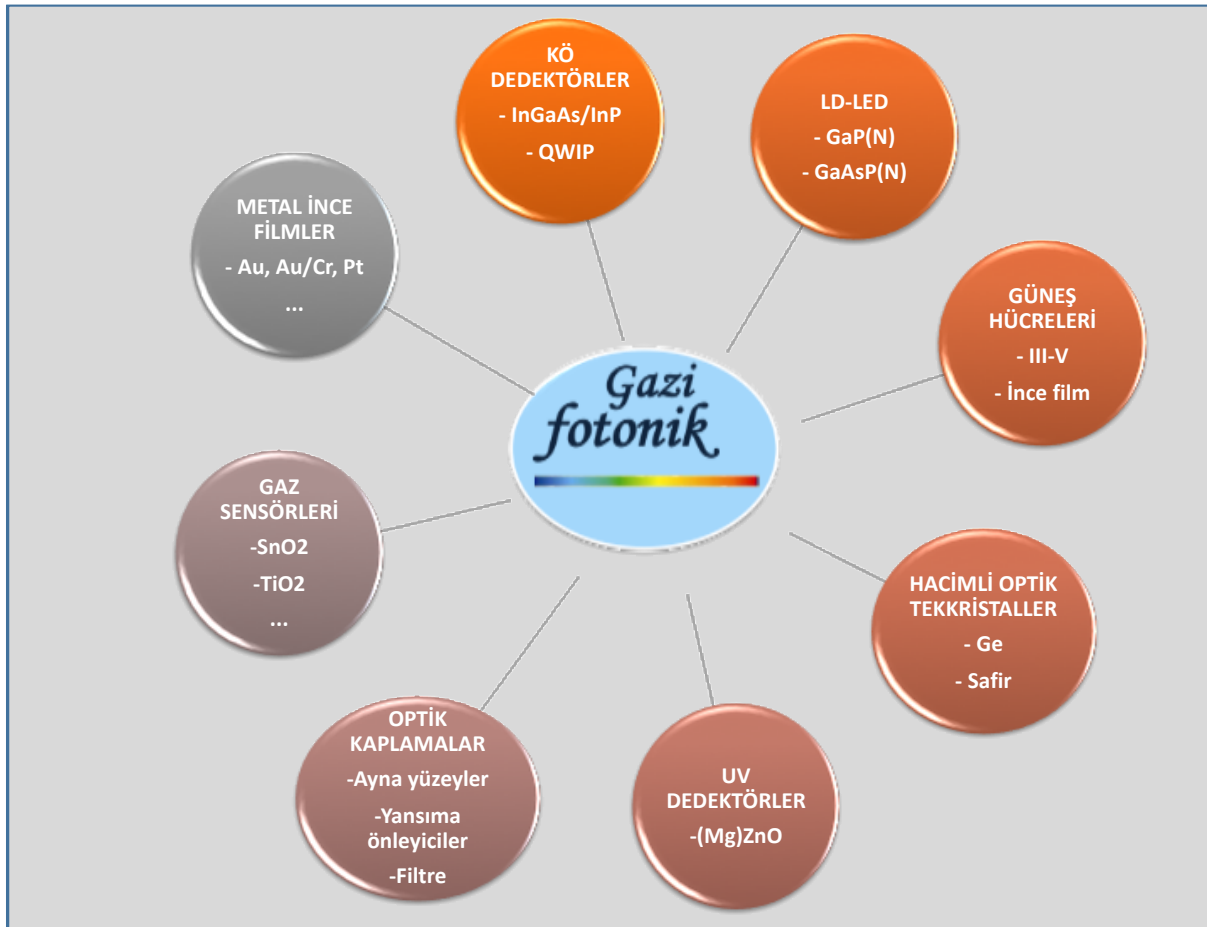 KÖ
DEDEKTÖRLER
- InGaAs/InP
- QWIP
LD-LED
- GaP(N)
- GaAsP(N)
METAL İNCE
FİLMLER
- Au, Au/Cr, Pt
...
GÜNEŞ
HÜCRELERİ
- III-V
- İnce film
Gazi
fotonik
GAZ
SENSÖRLERİ
-SnO2
-TiO2
...
HACİMLİ OPTİK
TEKKRİSTALLER
- Ge
- Safir
OPTİK
KAPLAMALAR
-Ayna yüzeyler
-Yansıma
önleyiciler
-Filtre
UV
DEDEKTÖRLER
-(Mg)ZnO